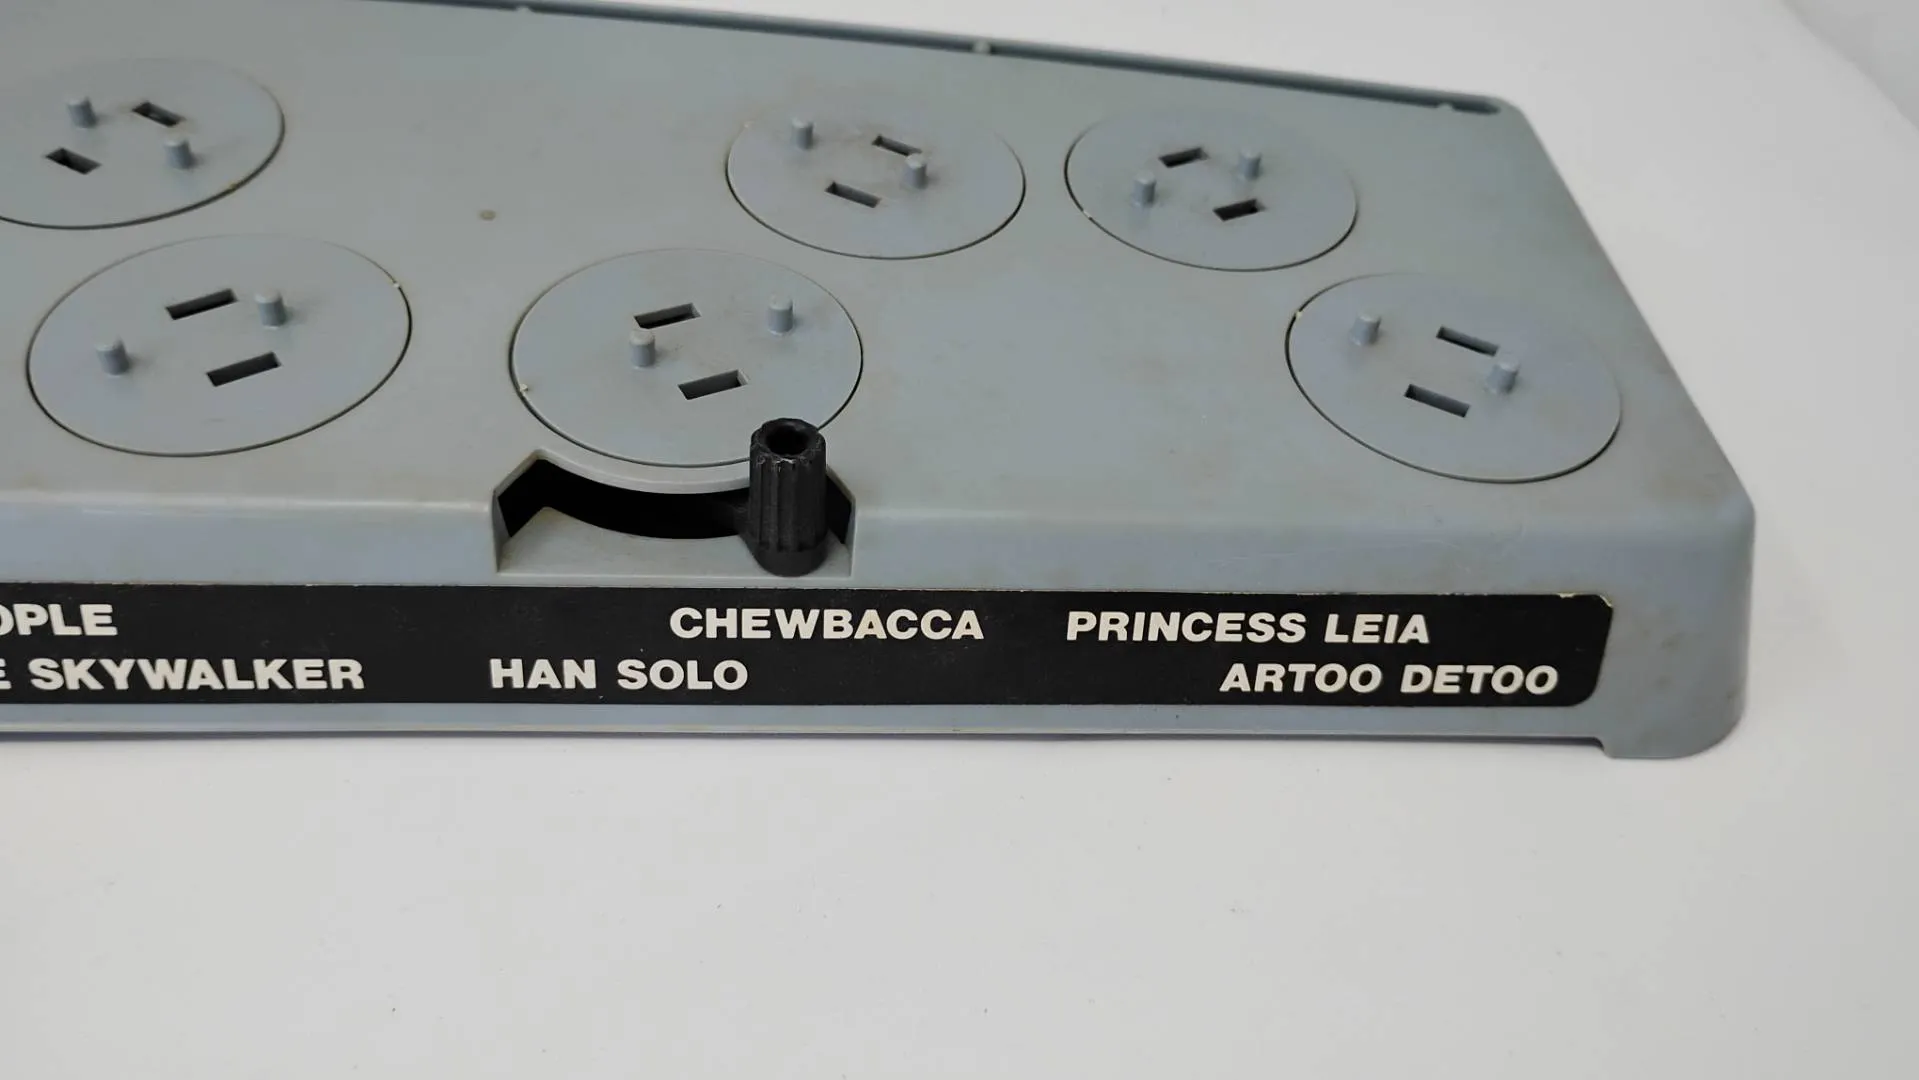 OPLE CHEWBACCA PRINCESS LEIA
E SKYWALKER HAN SOLO ARTOO DETOO